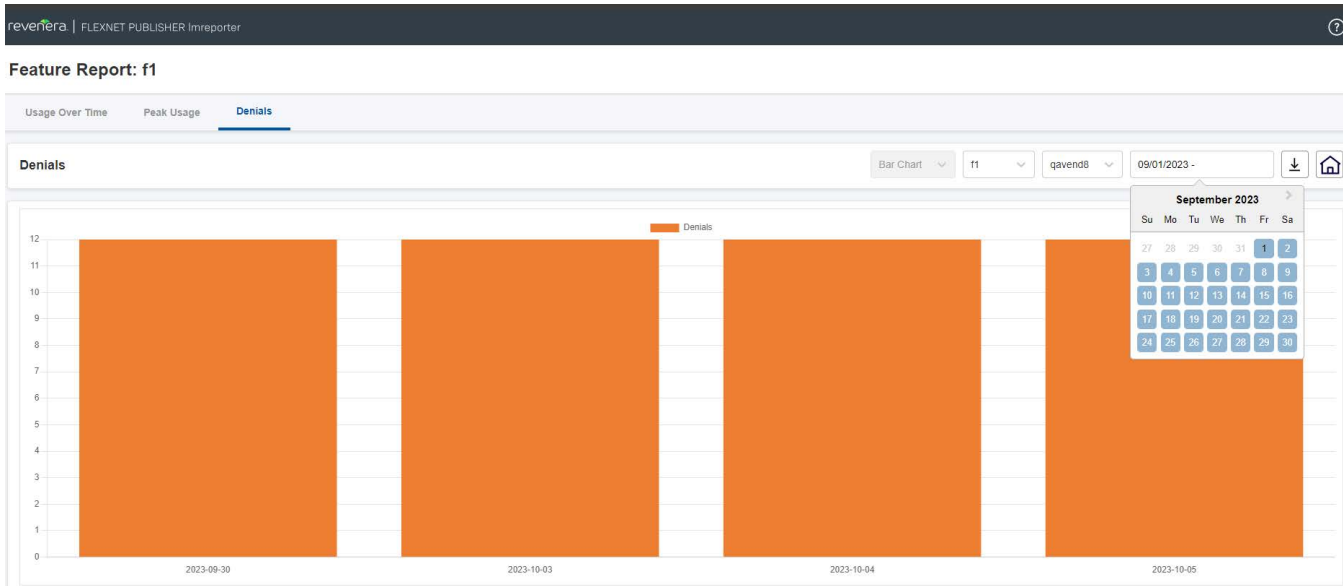 revenera. | FLEXNET PUBLISHER lmreporter
?
Feature Report: f1
Usage Over Time Peak Usage Denials
Denials Bar Chart f1 qavend8 09/01/2023 -
September 2023
Su Mo Tu We Th Fr Sa
27 28 29 30 31 1 2
3 4 5 6 7 8 9
10 11 12 13 14 15 16
17 18 19 20 21 22 23
24 25 26 27 28 29 30
Denials
12
11
10
9
8
7
6
5
4
3
2
1
0
2023-09-30 2023-10-03 2023-10-04 2023-10-05